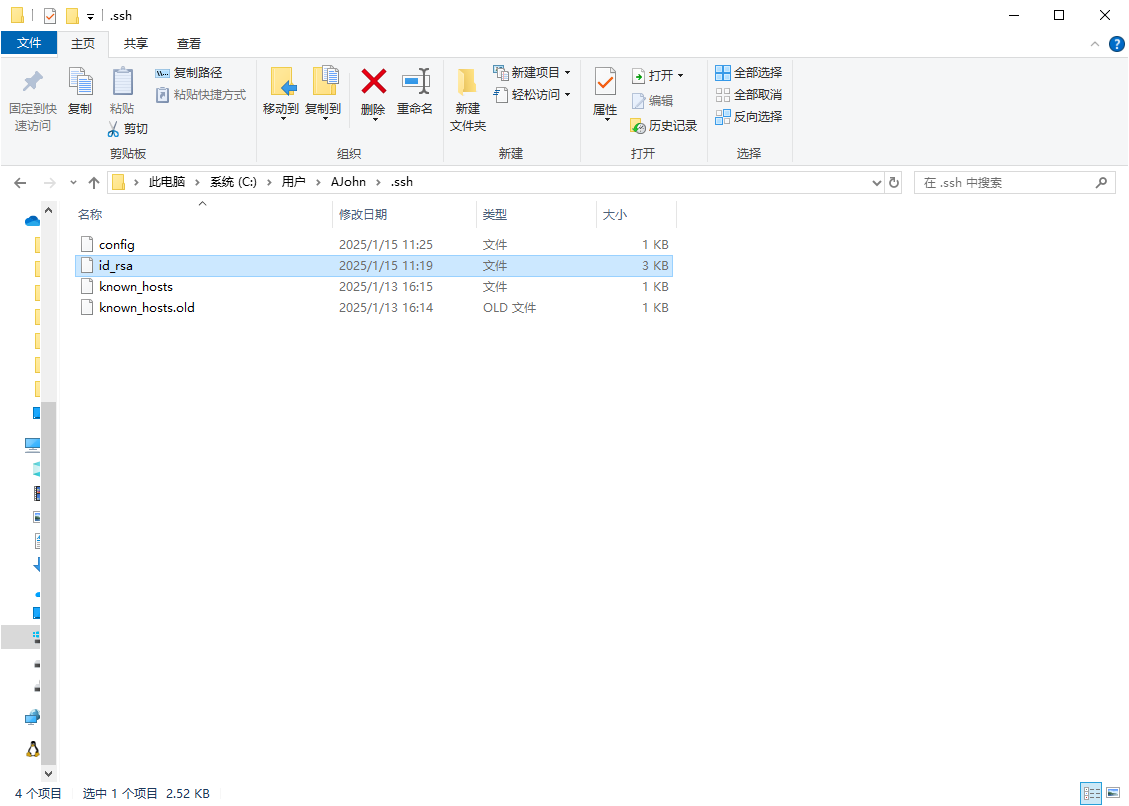 .ssh
文件 主页 共享 查看
固定到快速访问
复制
粘贴
复制路径
粘贴快捷方式
剪切
剪贴板
移动到
复制到
删除
重命名
组织
新建文件夹
新建项目
轻松访问
新建
属性
打开
编辑
历史记录
打开
全部选择
全部取消
反向选择
选择
此电脑 系统 (C:) 用户 AJohn .ssh
在 .ssh 中搜索
名称 修改日期 类型 大小
config 2025/1/15 11:25 文件 1 KB
id_rsa 2025/1/15 11:19 文件 3 KB
known_hosts 2025/1/13 16:15 文件 1 KB
known_hosts.old 2025/1/13 16:14 OLD 文件 1 KB
4 个项目 选中 1 个项目 2.52 KB